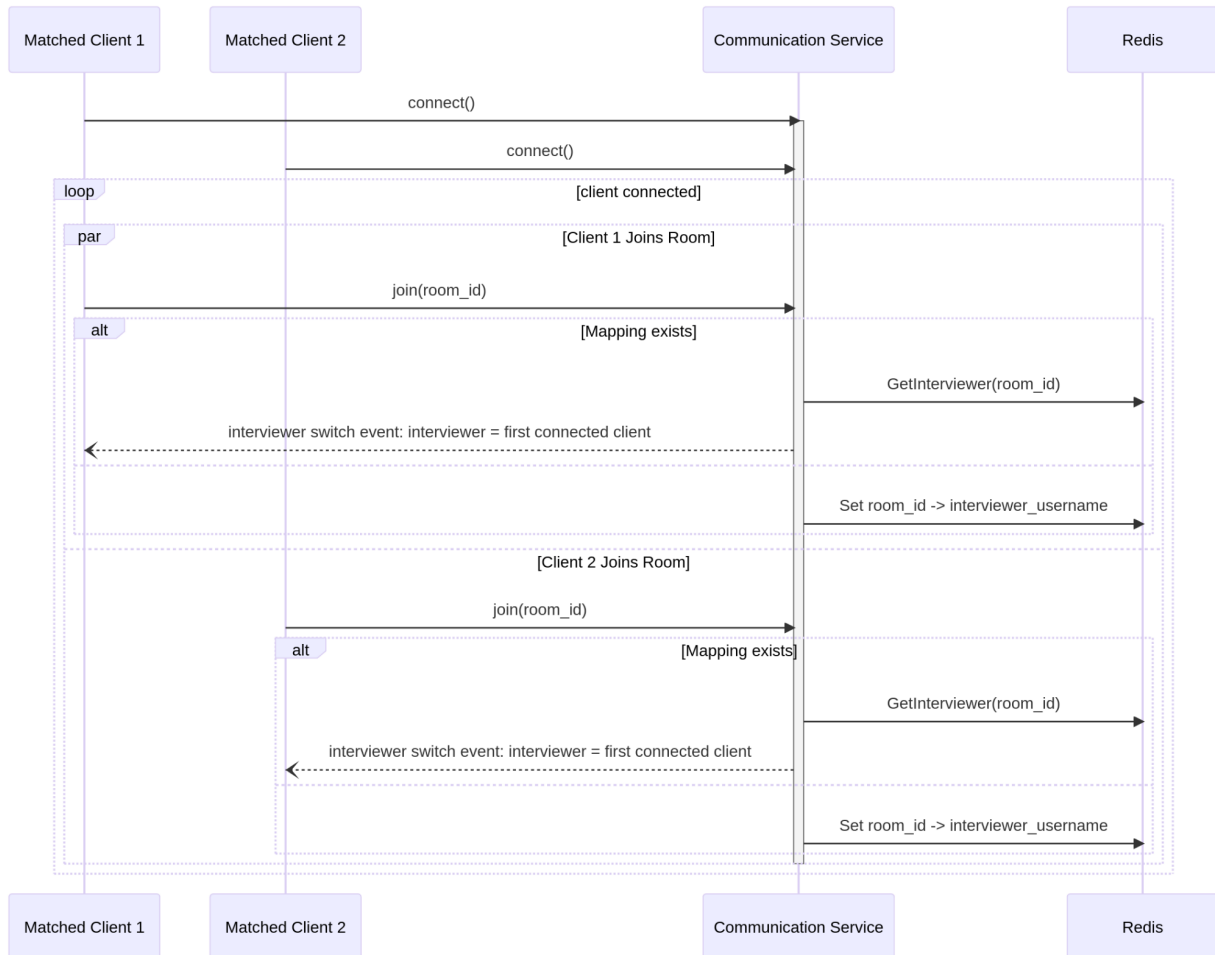 Matched Client 1
Matched Client 2
Communication Service
Redis
connect()
connect()
loop
[client connected]
par
[Client 1 Joins Room]
join(room_id)
alt
[Mapping exists]
GetInterviewer(room_id)
interviewer switch event: interviewer = first connected client
Set room_id -> interviewer_username
[Client 2 Joins Room]
join(room_id)
alt
[Mapping exists]
GetInterviewer(room_id)
interviewer switch event: interviewer = first connected client
Set room_id -> interviewer_username
Matched Client 1
Matched Client 2
Communication Service
Redis